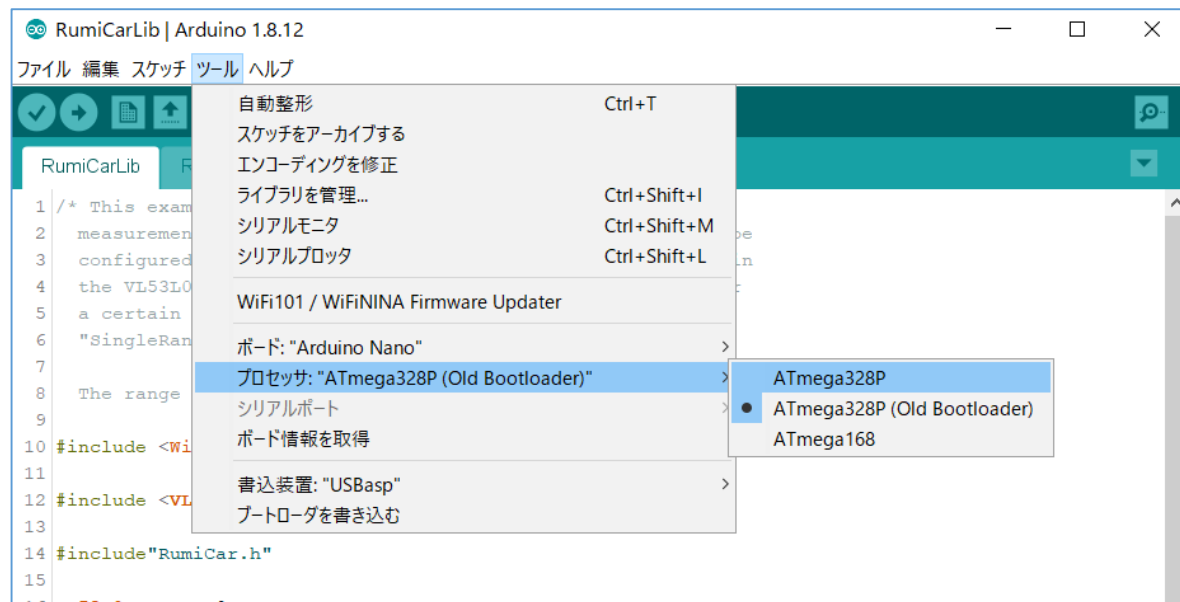 RumiCarLib | Arduino 1.8.12
ファイル 編集 スケッチ ツール ヘルプ
RumiCarLib R
自動整形 Ctrl+T
スケッチをアーカイブする
エンコーディングを修正
ライブラリを管理... Ctrl+Shift+I
シリアルモニタ Ctrl+Shift+M
シリアルプロッタ Ctrl+Shift+L
WiFi101 / WiFiNINA Firmware Updater
ボード: "Arduino Nano"
プロセッサ: "ATmega328P (Old Bootloader)"
シリアルポート
ボード情報を取得
書込装置: "USBasp"
ブートローダを書き込む
ATmega328P
ATmega328P (Old Bootloader)
ATmega168
1 /* This exam
2 measuremen
3 configured
4 the VL53L0
5 a certain
6 "SingleRan
7
8 The range
9
10 #include <Wi
11
12 #include <VL
13
14 #include"RumiCar.h"
15